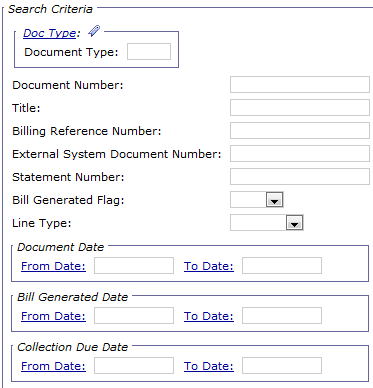 Search Criteria
Doc Type:
Document Type:
Document Number:
Title:
Billing Reference Number:
External System Document Number:
Statement Number:
Bill Generated Flag:
Line Type:
Document Date
From Date: To Date:
Bill Generated Date
From Date: To Date:
Collection Due Date
From Date: To Date: